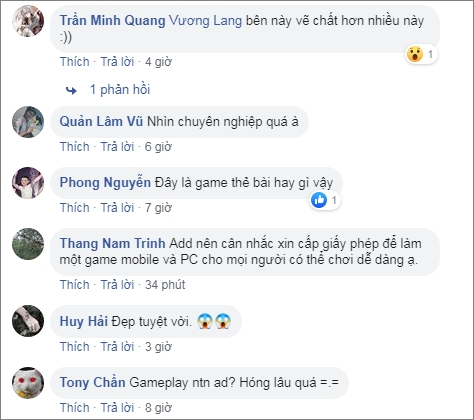 Trần Minh Quang Vương Lang bên này vẽ chất hơn nhiều này
:))
1
Thích · Trả lời · 4 giờ
1 phản hồi
Quản Lâm Vũ Nhìn chuyên nghiệp quá à
Thích · Trả lời · 6 giờ
Phong Nguyễn Đây là game thẻ bài hay gì vậy
1
Thích · Trả lời · 7 giờ
Thang Nam Trinh Add nên cân nhắc xin cấp giấy phép để làm
một game mobile và PC cho mọi người có thể chơi dễ dàng ạ.
Thích · Trả lời · 34 phút
Huy Hải Đẹp tuyệt vời. 😱😱
Thích · Trả lời · 3 giờ
Tony Chần Gameplay ntn ad? Hóng lâu quá =.=
Thích · Trả lời · 8 giờ